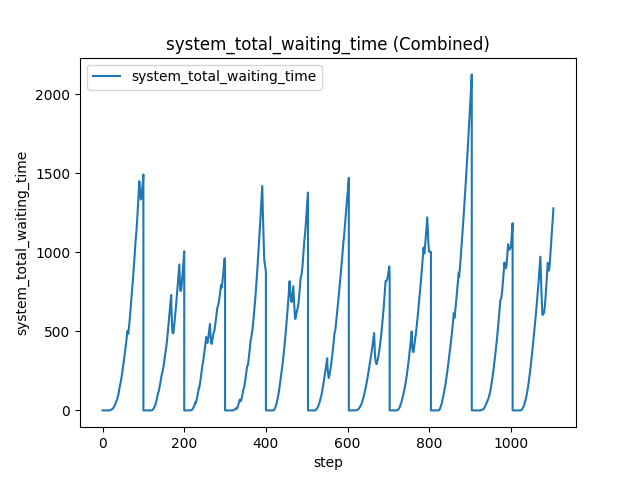 system_total_waiting_time (Combined)
system_total_waiting_time
2000
1500
1000
500
0
system_total_waiting_time
0 200 400 600 800 1000
step